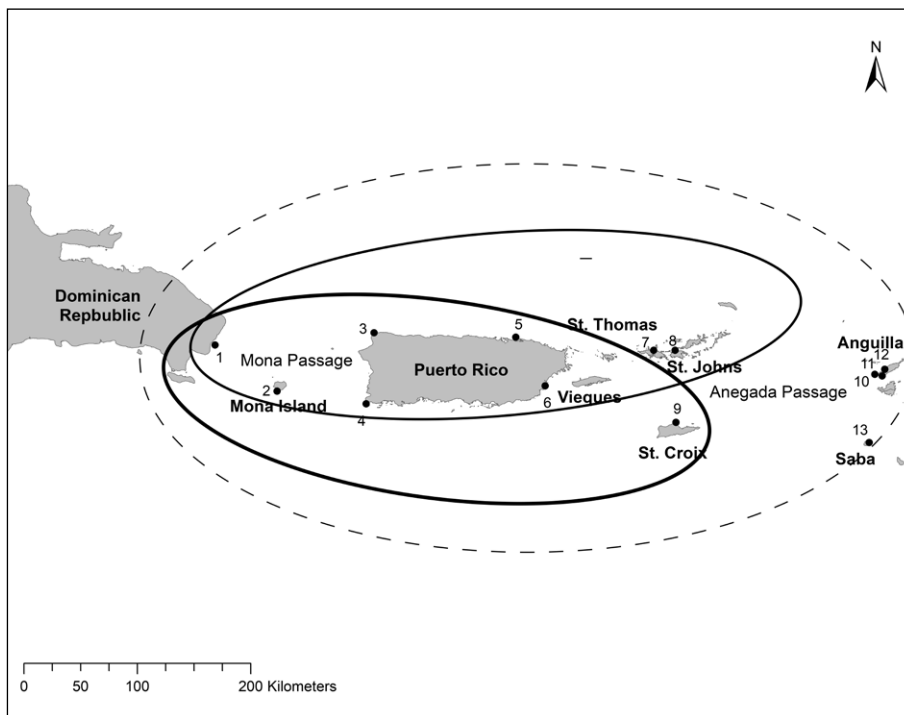 N
Dominican
Repbublic
1
Mona Passage
2
Mona Island
3
4
Puerto Rico
5
6
Vieques
St. Thomas
7
8
St. Johns
Anegada Passage
9
St. Croix
Anguilla
12
11
10
13
Saba
0
50
100
200 Kilometers